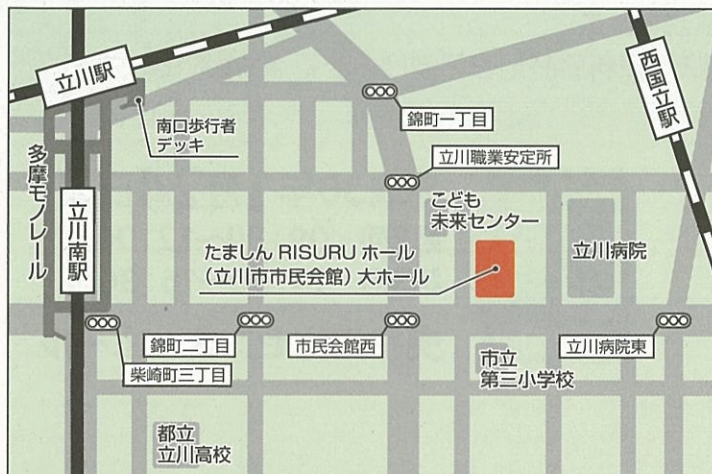 立川駅
西国立駅
南口歩行者
デッキ
錦町一丁目
多摩モノレール
立川職業安定所
立川南駅
こども
未来センター
たましん RISURU ホール
(立川市市民会館) 大ホール
立川病院
錦町二丁目
市民会館西
立川病院東
柴崎町三丁目
市立
第三小学校
都立
立川高校